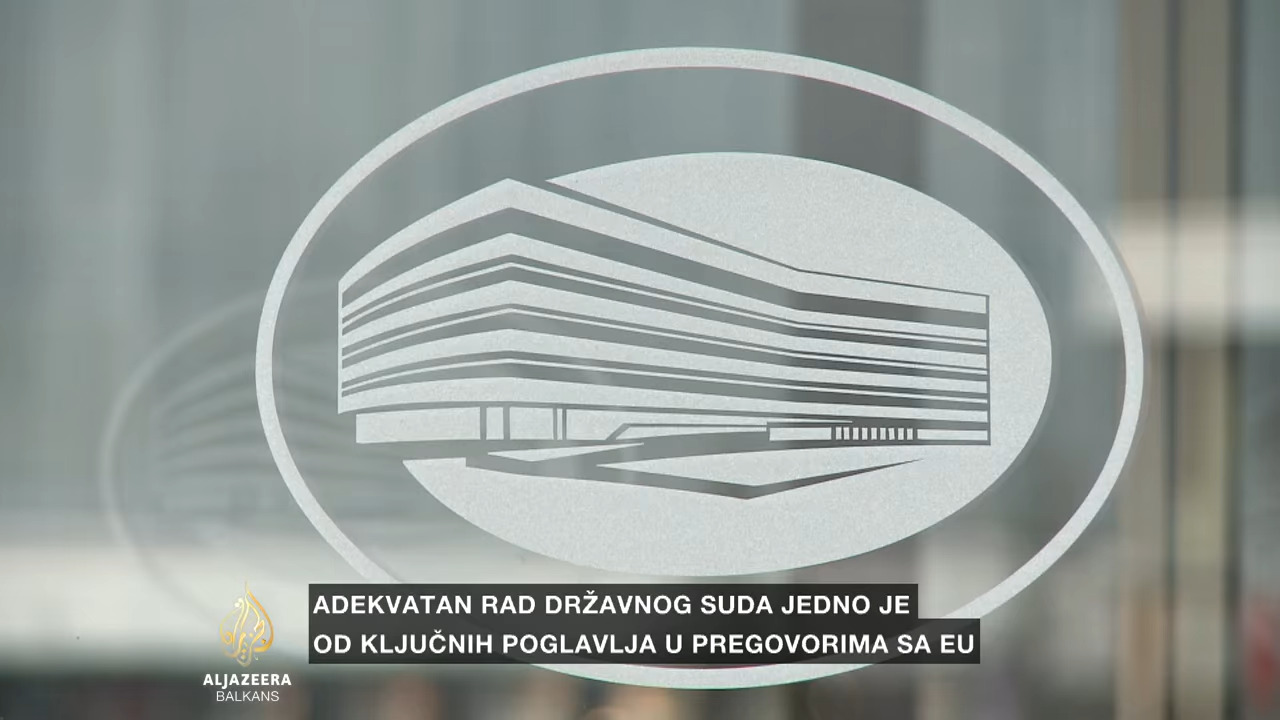 ADEKVATAN RAD DRŽAVNOG SUDA JEDNO JE
OD KLJUČNIH POGLAVLJA U PREGOVORIMA SA EU
ALJAZEERA
BALKANS